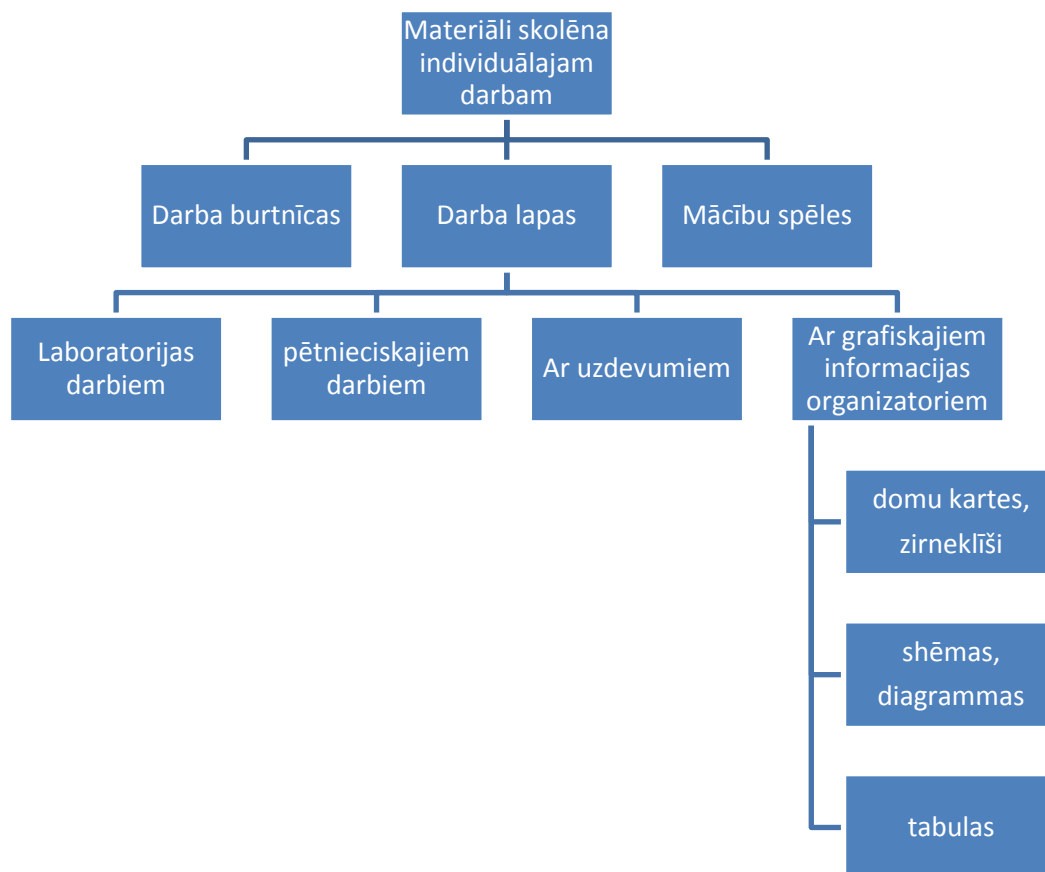 Materiāli skolēna
individuālajam
darbam
Darba burtnīcas
Darba lapas
Mācību spēles
Laboratorijas
darbiem
pētnieciskajiem
darbiem
Ar uzdevumiem
Ar grafiskajiem
informacijas
organizatoriem
domu kartes,
zirneklīši
shēmas,
diagrammas
tabulas